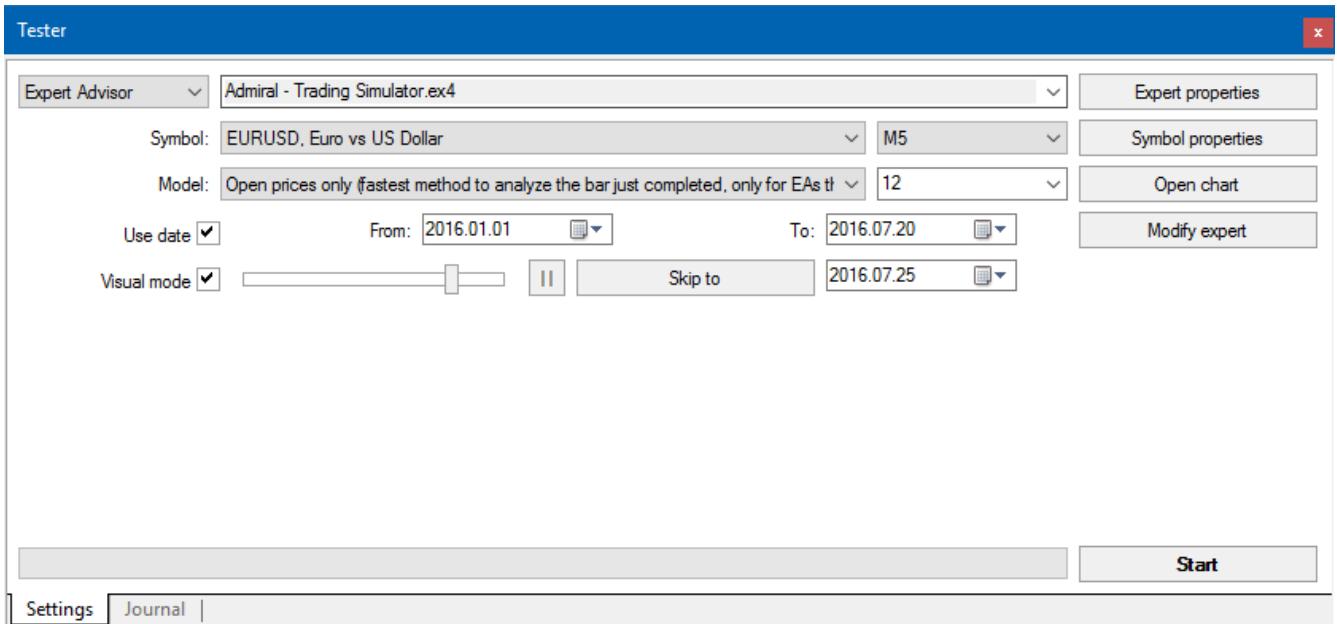 Tester
x
Expert Advisor Admiral - Trading Simulator.ex4 Expert properties
Symbol: EURUSD, Euro vs US Dollar M5 Symbol properties
Model: Open prices only (fastest method to analyze the bar just completed, only for EAs th 12 Open chart
Use date From: 2016.01.01 To: 2016.07.20 Modify expert
Visual mode Skip to 2016.07.25
Start
Settings Journal